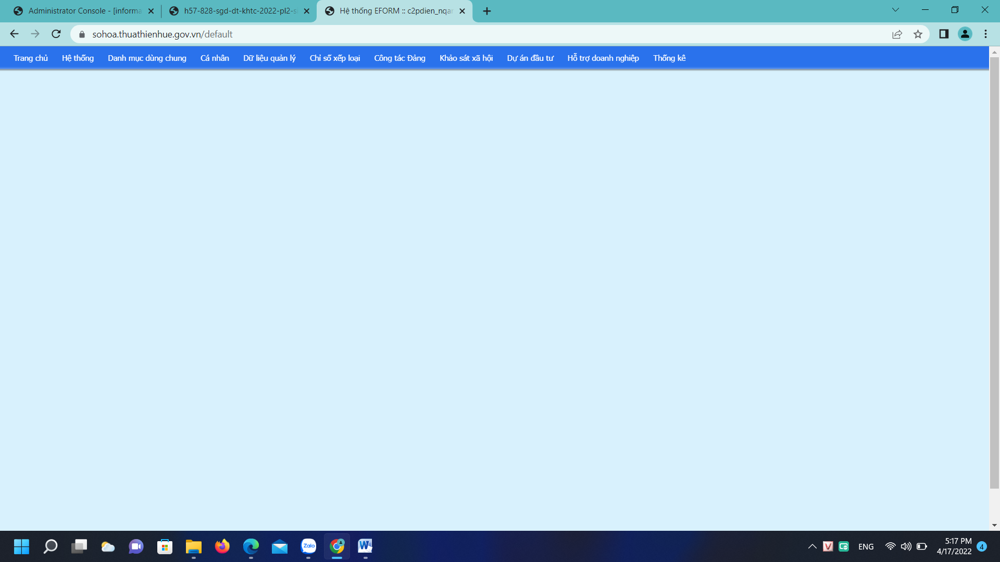 Administrator Console - [informa
h57-828-sgd-dt-khtc-2022-pl2-s
Hệ thống EFORM :: c2pdien_nqar
sohoa.thuathienhue.gov.vn/default
Trang chủ Hệ thống Danh mục dùng chung Cá nhân Dữ liệu quản lý Chỉ số xếp loại Công tác Đảng Khảo sát xã hội Dự án đầu tư Hỗ trợ doanh nghiệp Thống kê
Zalo
W
V
ENG
5:17 PM
4/17/2022
4